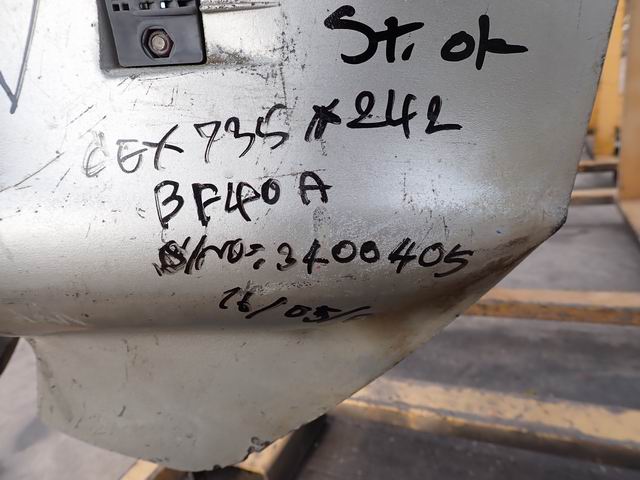 St. ok
CEX 735 * 242
BF40A
S/NO: 3400405
26/05/